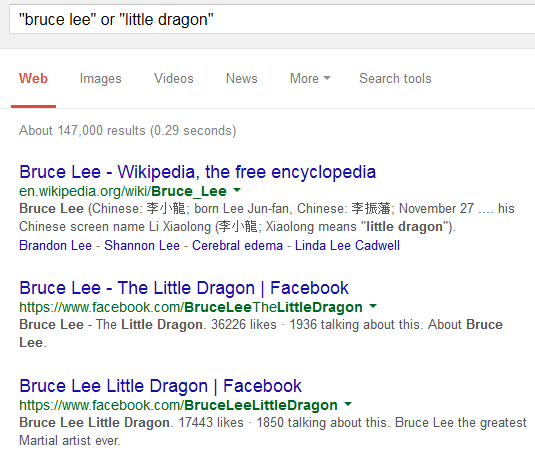 "bruce lee" or "little dragon"
Web Images Videos News More Search tools
About 147,000 results (0.29 seconds)
Bruce Lee - Wikipedia, the free encyclopedia
en.wikipedia.org/wiki/Bruce_Lee
Bruce Lee (Chinese: 李小龍; born Lee Jun-fan, Chinese: 李振藩; November 27 .... his
Chinese screen name Li Xiaolong (李小龍; Xiaolong means "little dragon").
Brandon Lee - Shannon Lee - Cerebral edema - Linda Lee Cadwell
Bruce Lee - The Little Dragon | Facebook
https://www.facebook.com/BruceLeeTheLittleDragon
Bruce Lee - The Little Dragon. 36226 likes · 1936 talking about this. About Bruce
Lee.
Bruce Lee Little Dragon | Facebook
https://www.facebook.com/BruceLeeLittleDragon
Bruce Lee Little Dragon. 17443 likes · 1850 talking about this. Bruce Lee the greatest
Martial artist ever.